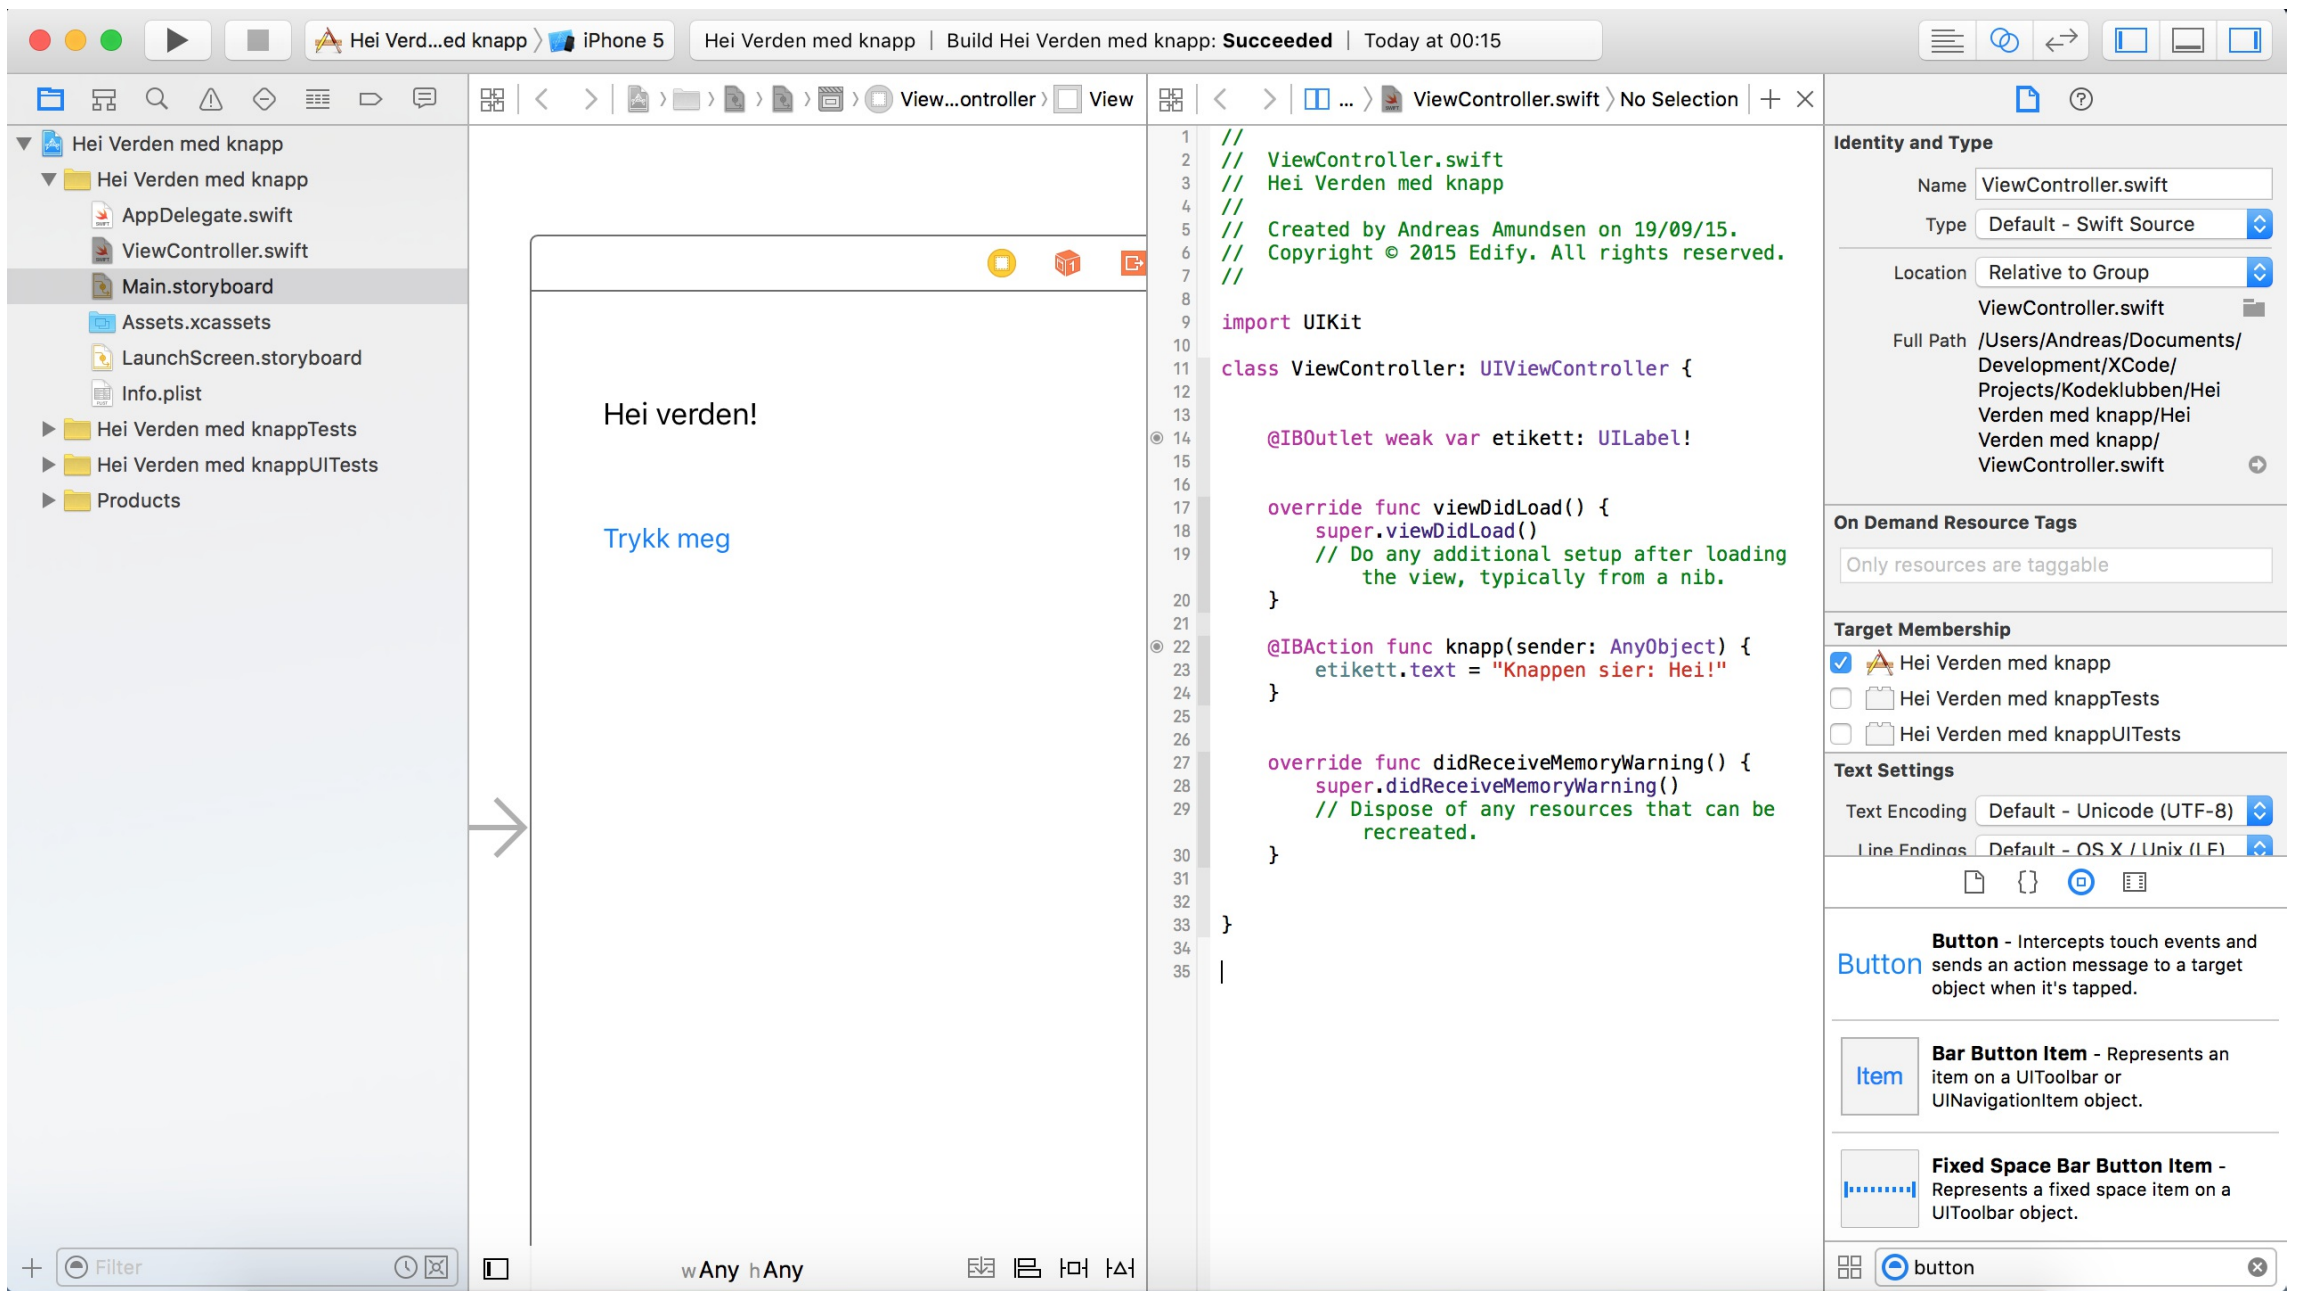 Hei Verd...ed knapp iPhone 5
Hei Verden med knapp | Build Hei Verden med knapp: Succeeded | Today at 00:15
View...ontroller View
... ViewController.swift No Selection
Hei Verden med knapp
Hei Verden med knapp
AppDelegate.swift
ViewController.swift
Main.storyboard
Assets.xcassets
LaunchScreen.storyboard
Info.plist
Hei Verden med knappTests
Hei Verden med knappUITests
Products
Filter
Hei verden!
Trykk meg
wAny hAny
1 //
2 // ViewController.swift
3 // Hei Verden med knapp
4 //
5 // Created by Andreas Amundsen on 19/09/15.
6 // Copyright © 2015 Edify. All rights reserved.
7 //
8
9 import UIKit
10
11 class ViewController: UIViewController {
12
13
14 @IBOutlet weak var etikett: UILabel!
15
16
17 override func viewDidLoad() {
18 super.viewDidLoad()
19 // Do any additional setup after loading
the view, typically from a nib.
20 }
21
22 @IBAction func knapp(sender: AnyObject) {
23 etikett.text = "Knappen sier: Hei!"
24 }
25
26
27 override func didReceiveMemoryWarning() {
28 super.didReceiveMemoryWarning()
29 // Dispose of any resources that can be
recreated.
30 }
31
32
33 }
34
35
Identity and Type
Name ViewController.swift
Type Default - Swift Source
Location Relative to Group
ViewController.swift
Full Path /Users/Andreas/Documents/
Development/XCode/
Projects/Kodeklubben/Hei
Verden med knapp/Hei
Verden med knapp/
ViewController.swift
On Demand Resource Tags
Only resources are taggable
Target Membership
Hei Verden med knapp
Hei Verden med knappTests
Hei Verden med knappUITests
Text Settings
Text Encoding Default - Unicode (UTF-8)
Line Endings Default - OS X / Unix (LF)
Button
Button - Intercepts touch events and
sends an action message to a target
object when it's tapped.
Item
Bar Button Item - Represents an
item on a UIToolbar or
UINavigationItem object.
Fixed Space Bar Button Item -
Represents a fixed space item on a
UIToolbar object.
button